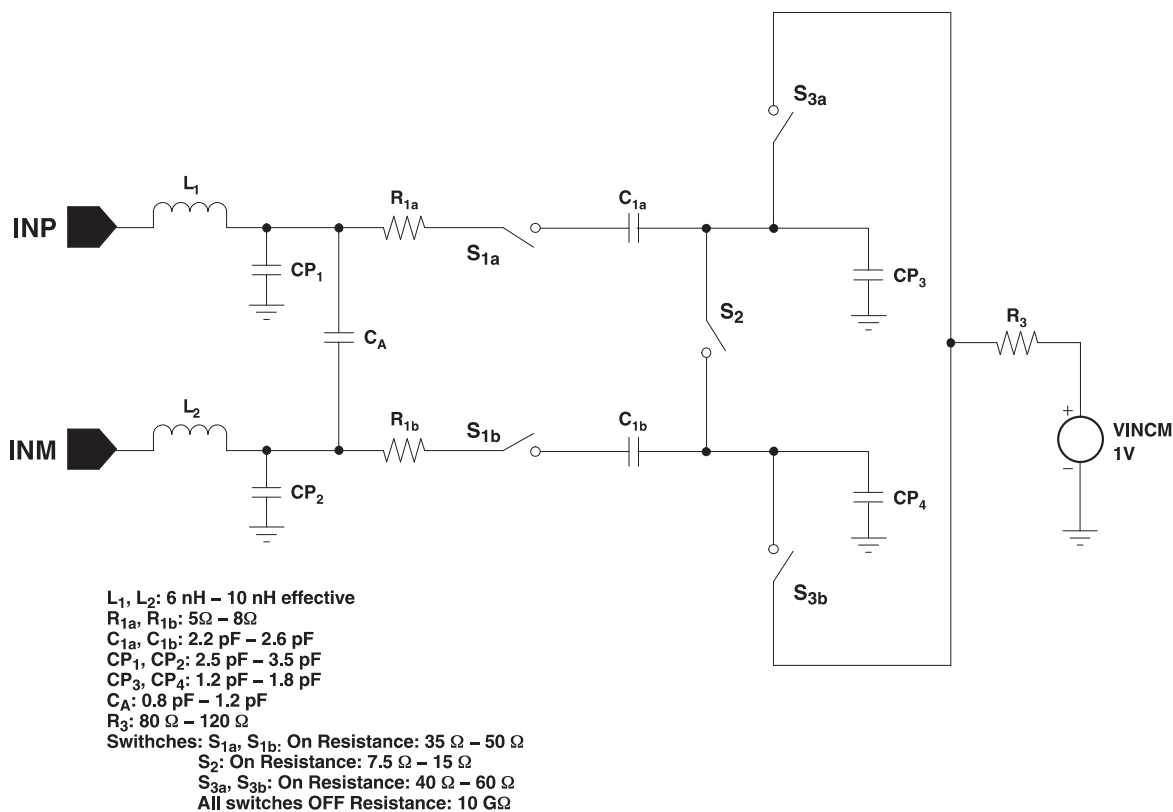 S3a
L1
R1a
C1a
INP
S1a
CP1
CP3
S2
R3
CA
L2
R1b
S1b
C1b
+
VINCM
1V
−
INM
CP2
CP4
S3b
L1, L2: 6 nH – 10 nH effective
R1a, R1b: 5Ω – 8Ω
C1a, C1b: 2.2 pF – 2.6 pF
CP1, CP2: 2.5 pF – 3.5 pF
CP3, CP4: 1.2 pF – 1.8 pF
CA: 0.8 pF – 1.2 pF
R3: 80 Ω – 120 Ω
Swithches: S1a, S1b: On Resistance: 35 Ω – 50 Ω
S2: On Resistance: 7.5 Ω – 15 Ω
S3a, S3b: On Resistance: 40 Ω – 60 Ω
All switches OFF Resistance: 10 GΩ